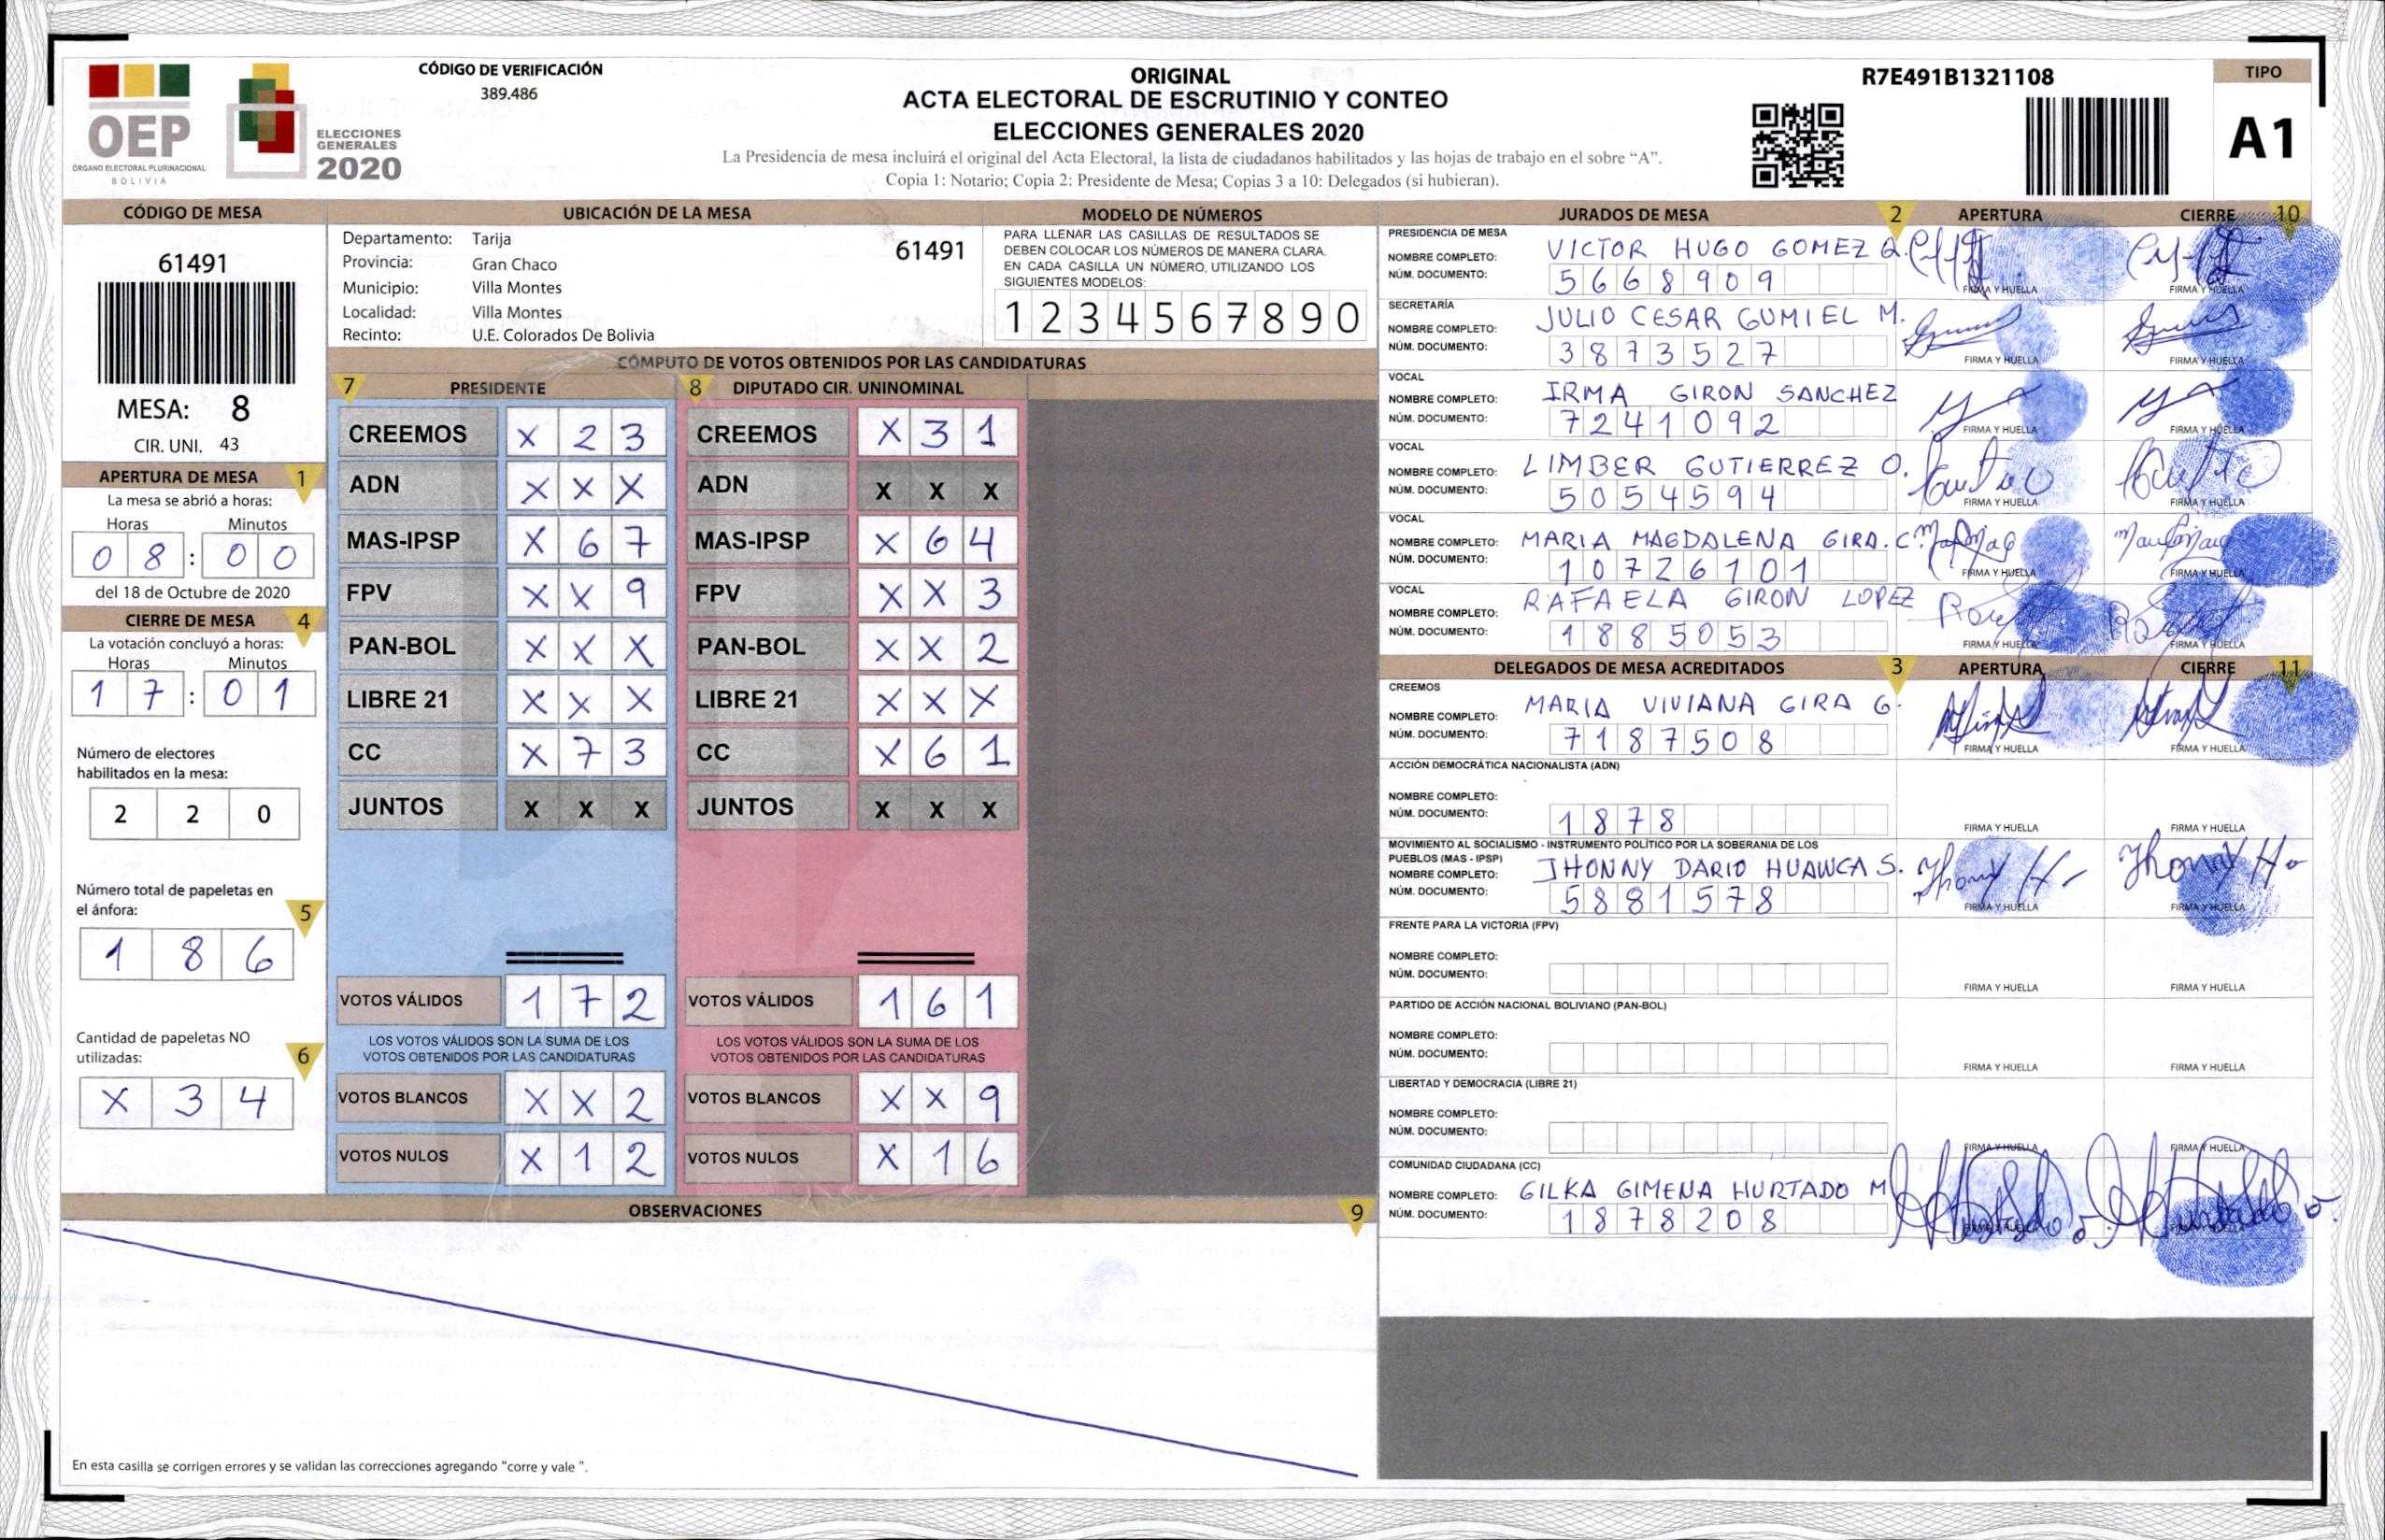 OEP
ÓRGANO ELECTORAL PLURINACIONAL
BOLIVIA
ELECCIONES
GENERALES
2020
CÓDIGO DE VERIFICACIÓN
389.486
ORIGINAL
ACTA ELECTORAL DE ESCRUTINIO Y CONTEO
ELECCIONES GENERALES 2020
La Presidencia de mesa incluirá el original del Acta Electoral, la lista de ciudadanos habilitados y las hojas de trabajo en el sobre “A”.
Copia 1: Notario; Copia 2: Presidente de Mesa; Copias 3 a 10: Delegados (si hubieran).
R7E491B1321108
TIPO
A1
CÓDIGO DE MESA
61491
MESA: 8
CIR. UNI. 43
APERTURA DE MESA 1
La mesa se abrió a horas:
Horas Minutos
0 8 : 0 0
del 18 de Octubre de 2020
CIERRE DE MESA 4
La votación concluyó a horas:
Horas Minutos
1 7 : 0 1
Número de electores
habilitados en la mesa:
2 2 0
Número total de papeletas en
el ánfora: 5
1 8 6
Cantidad de papeletas NO
utilizadas: 6
X 3 4
UBICACIÓN DE LA MESA
Departamento: Tarija 61491
Provincia: Gran Chaco
Municipio: Villa Montes
Localidad: Villa Montes
Recinto: U.E. Colorados De Bolivia
MODELO DE NÚMEROS
PARA LLENAR LAS CASILLAS DE RESULTADOS SE
DEBEN COLOCAR LOS NÚMEROS DE MANERA CLARA.
EN CADA CASILLA UN NÚMERO, UTILIZANDO LOS
SIGUIENTES MODELOS:
1 2 3 4 5 6 7 8 9 0
CÓMPUTO DE VOTOS OBTENIDOS POR LAS CANDIDATURAS
7 PRESIDENTE
CREEMOS X 2 3
ADN X X X
MAS-IPSP X 6 7
FPV X X 9
PAN-BOL X X X
LIBRE 21 X X X
CC X 7 3
JUNTOS X X X
VOTOS VÁLIDOS 1 7 2
LOS VOTOS VÁLIDOS SON LA SUMA DE LOS
VOTOS OBTENIDOS POR LAS CANDIDATURAS
VOTOS BLANCOS X X 2
VOTOS NULOS X 1 2
8 DIPUTADO CIR. UNINOMINAL
CREEMOS X 3 1
ADN X X X
MAS-IPSP X 6 4
FPV X X 3
PAN-BOL X X 2
LIBRE 21 X X X
CC X 6 1
JUNTOS X X X
VOTOS VÁLIDOS 1 6 1
LOS VOTOS VÁLIDOS SON LA SUMA DE LOS
VOTOS OBTENIDOS POR LAS CANDIDATURAS
VOTOS BLANCOS X X 9
VOTOS NULOS X 1 6
OBSERVACIONES 9
En esta casilla se corrigen errores y se validan las correcciones agregando "corre y vale ".
JURADOS DE MESA 2 APERTURA CIERRE 10
PRESIDENCIA DE MESA
NOMBRE COMPLETO: VICTOR HUGO GOMEZ Q.
NÚM. DOCUMENTO: 5668909
FIRMA Y HUELLA FIRMA Y HUELLA
SECRETARÍA
NOMBRE COMPLETO: JULIO CESAR GUMIEL M.
NÚM. DOCUMENTO: 3873527
FIRMA Y HUELLA FIRMA Y HUELLA
VOCAL
NOMBRE COMPLETO: IRMA GIRON SANCHEZ
NÚM. DOCUMENTO: 7241092
FIRMA Y HUELLA FIRMA Y HUELLA
VOCAL
NOMBRE COMPLETO: LIMBER GUTIERREZ O.
NÚM. DOCUMENTO: 5054594
FIRMA Y HUELLA FIRMA Y HUELLA
VOCAL
NOMBRE COMPLETO: MARIA MAGDALENA GIRA. C.
NÚM. DOCUMENTO: 10726101
FIRMA Y HUELLA FIRMA Y HUELLA
VOCAL
NOMBRE COMPLETO: RAFAELA GIRON LOPEZ
NÚM. DOCUMENTO: 1885053
FIRMA Y HUELLA FIRMA Y HUELLA
DELEGADOS DE MESA ACREDITADOS 3 APERTURA CIERRE 11
CREEMOS
NOMBRE COMPLETO: MARIA VIVIANA GIRA G.
NÚM. DOCUMENTO: 7187508
FIRMA Y HUELLA FIRMA Y HUELLA
ACCIÓN DEMOCRÁTICA NACIONALISTA (ADN)
NOMBRE COMPLETO:
NÚM. DOCUMENTO: 1878
FIRMA Y HUELLA FIRMA Y HUELLA
MOVIMIENTO AL SOCIALISMO - INSTRUMENTO POLÍTICO POR LA SOBERANIA DE LOS
PUEBLOS (MAS - IPSP)
NOMBRE COMPLETO: JHONNY DARIO HUANCA S. Jhonny H Jhonny H
NÚM. DOCUMENTO: 5881578
FIRMA Y HUELLA FIRMA Y HUELLA
FRENTE PARA LA VICTORIA (FPV)
NOMBRE COMPLETO:
NÚM. DOCUMENTO:
FIRMA Y HUELLA FIRMA Y HUELLA
PARTIDO DE ACCIÓN NACIONAL BOLIVIANO (PAN-BOL)
NOMBRE COMPLETO:
NÚM. DOCUMENTO:
FIRMA Y HUELLA FIRMA Y HUELLA
LIBERTAD Y DEMOCRACIA (LIBRE 21)
NOMBRE COMPLETO:
NÚM. DOCUMENTO:
FIRMA Y HUELLA FIRMA Y HUELLA
COMUNIDAD CIUDADANA (CC)
NOMBRE COMPLETO: GILKA GIMENA HURTADO M
NÚM. DOCUMENTO: 1878208
FIRMA Y HUELLA FIRMA Y HUELLA